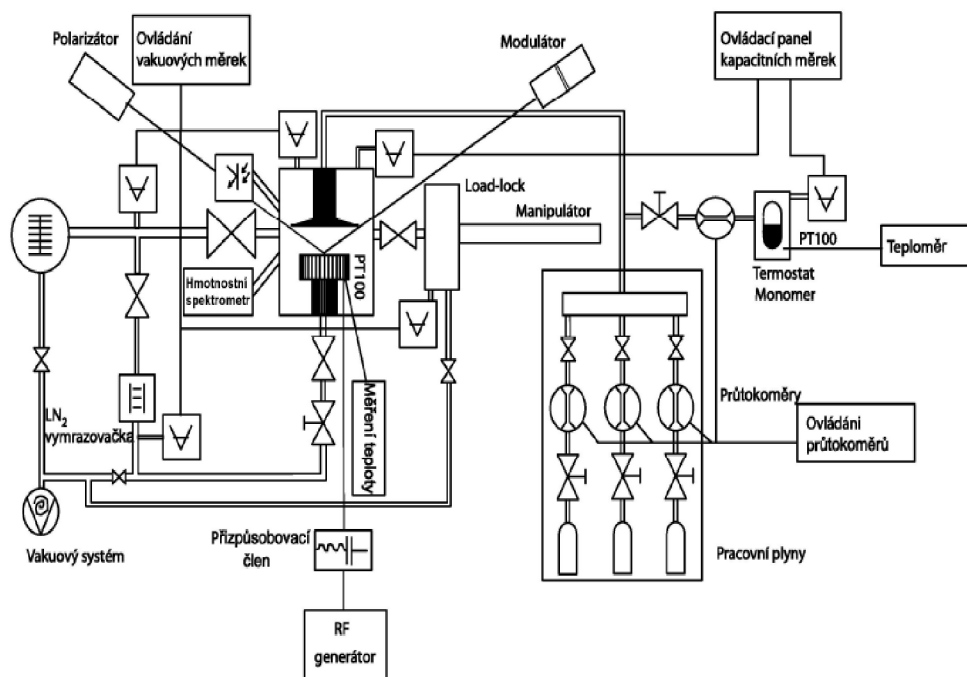 Polarizátor
Ovládání
vakuových měrek
Modulátor
Ovládací panel
kapacitních měrek
Load-lock
Manipulátor
PT100
Teploměr
Termostat
Monomer
Hmotnostní
spektrometr
PT100
Měření teploty
LN2
vymrazovačka
Průtokoměry
Ovládáni
průtokoměrů
Vakuový systém
Přizpůsobovací
člen
Pracovní plyny
RF
generátor